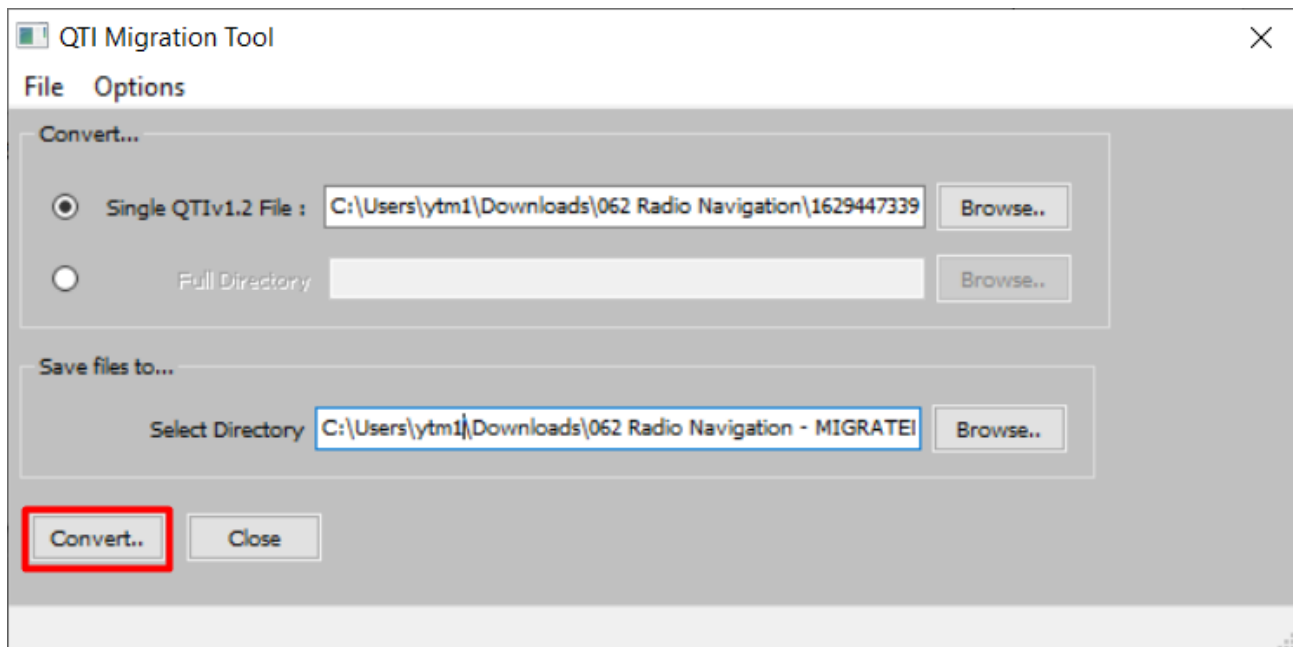 QTI Migration Tool
File Options
Convert...
Single QTIv1.2 File : C:\Users\ytm1\Downloads\062 Radio Navigation\1629447339 Browse..
Full Directory Browse..
Save files to...
Select Directory C:\Users\ytm1\Downloads\062 Radio Navigation - MIGRATEI Browse..
Convert.. Close